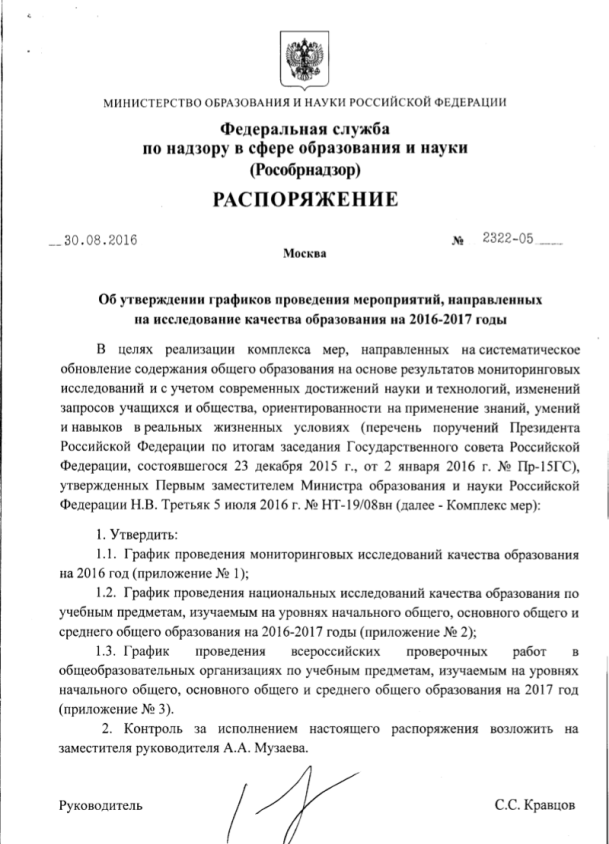 МИНИСТЕРСТВО ОБРАЗОВАНИЯ И НАУКИ РОССИЙСКОЙ ФЕДЕРАЦИИ
Федеральная служба
по надзору в сфере образования и науки
(Рособрнадзор)
РАСПОРЯЖЕНИЕ
30.08.2016 № 2322-05
Москва
Об утверждении графиков проведения мероприятий, направленных
на исследование качества образования на 2016-2017 годы
В целях реализации комплекса мер, направленных на систематическое
обновление содержания общего образования на основе результатов мониторинговых
исследований и с учетом современных достижений науки и технологий, изменений
запросов учащихся и общества, ориентированности на применение знаний, умений
и навыков в реальных жизненных условиях (перечень поручений Президента
Российской Федерации по итогам заседания Государственного совета Российской
Федерации, состоявшегося 23 декабря 2015 г., от 2 января 2016 г. № Пр-15ГС),
утвержденных Первым заместителем Министра образования и науки Российской
Федерации Н.В. Третьяк 5 июля 2016 г. № НТ-19/08вн (далее - Комплекс мер):
1. Утвердить:
1.1. График проведения мониторинговых исследований качества образования
на 2016 год (приложение № 1);
1.2. График проведения национальных исследований качества образования по
учебным предметам, изучаемым на уровнях начального общего, основного общего и
среднего общего образования на 2016-2017 годы (приложение № 2);
1.3. График проведения всероссийских проверочных работ в
общеобразовательных организациях по учебным предметам, изучаемым на уровнях
начального общего, основного общего и среднего общего образования на 2017 год
(приложение № 3).
2. Контроль за исполнением настоящего распоряжения возложить на
заместителя руководителя А.А. Музаева.
Руководитель С.С. Кравцов